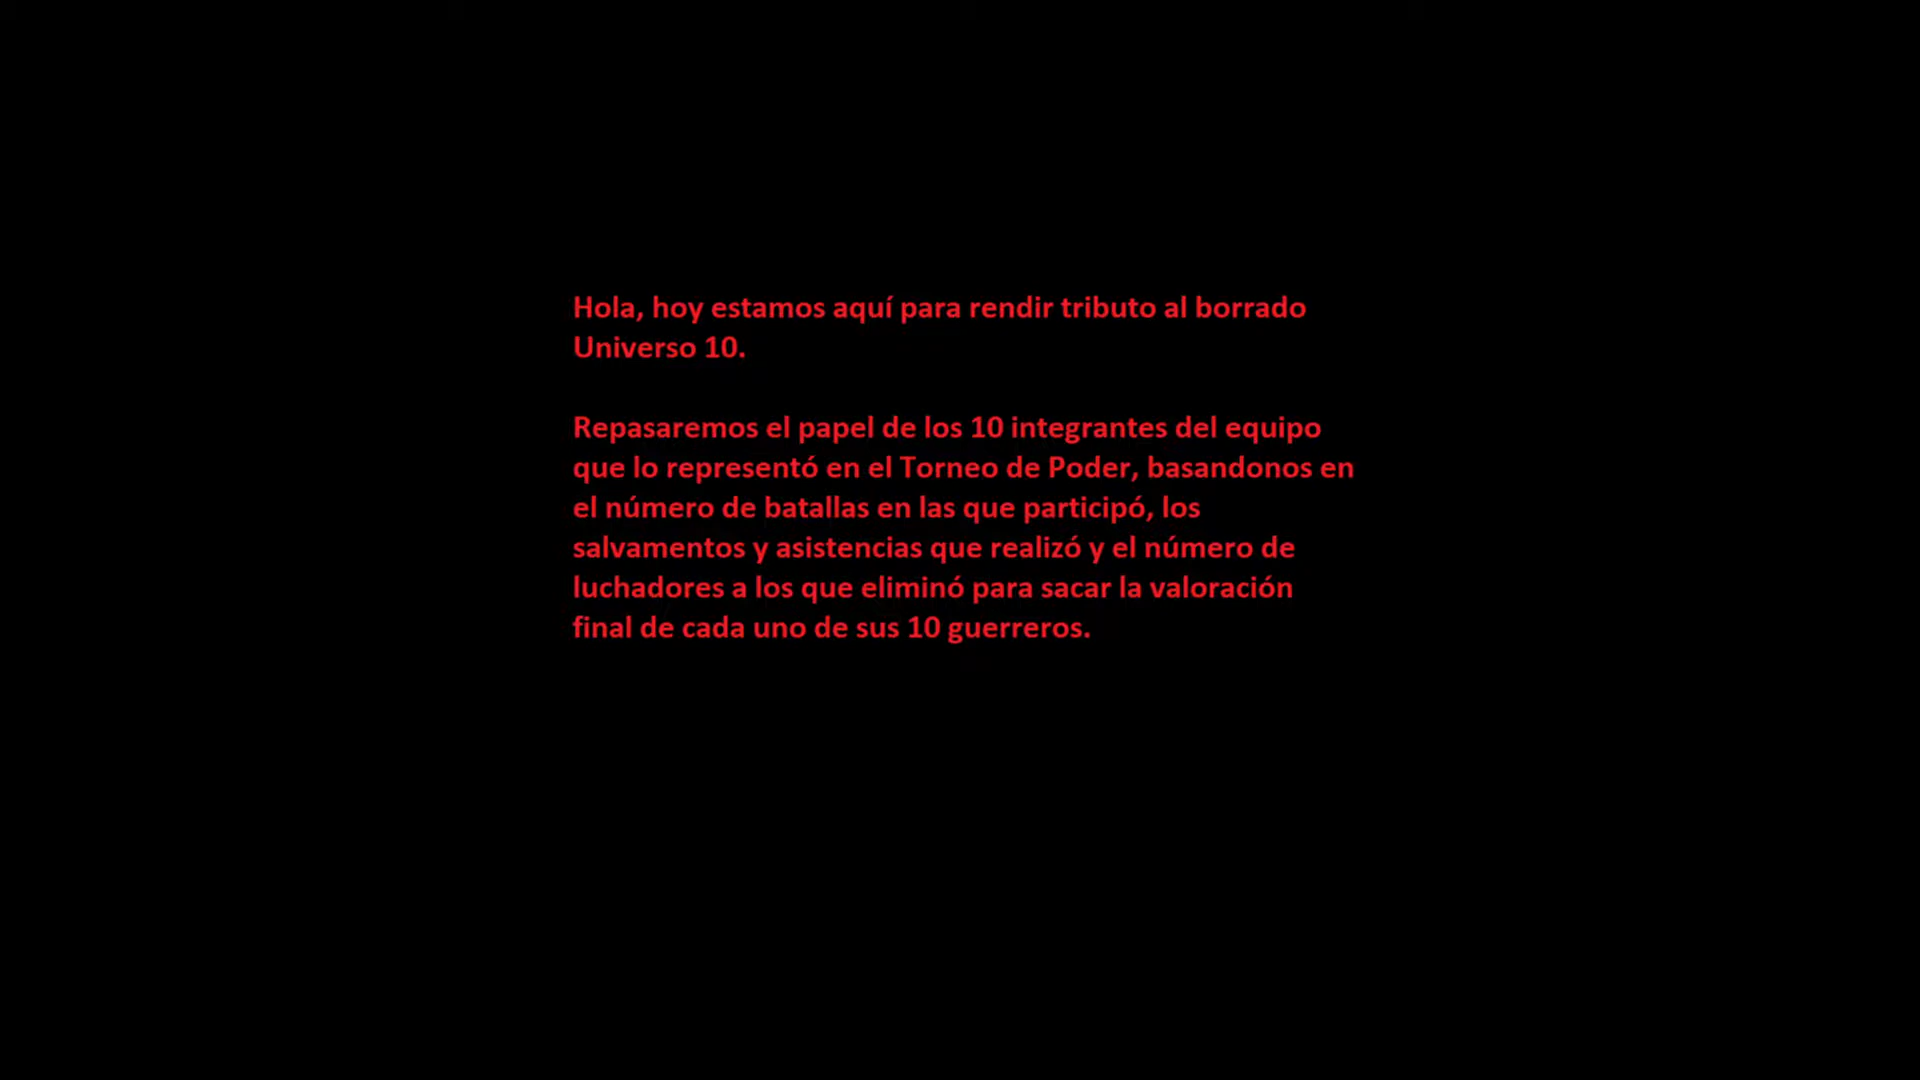 Hola, hoy estamos aquí para rendir tributo al borrado
Universo 10.
Repasaremos el papel de los 10 integrantes del equipo
que lo representó en el Torneo de Poder, basandonos en
el número de batallas en las que participó, los
salvamentos y asistencias que realizó y el número de
luchadores a los que eliminó para sacar la valoración
final de cada uno de sus 10 guerreros.